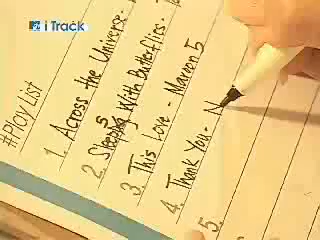 iTrack
#Play List
1. Across the Universe -
2. Sleeping With Butterflies -
3. This Love - Maroon 5
4. Thank You - N
5.